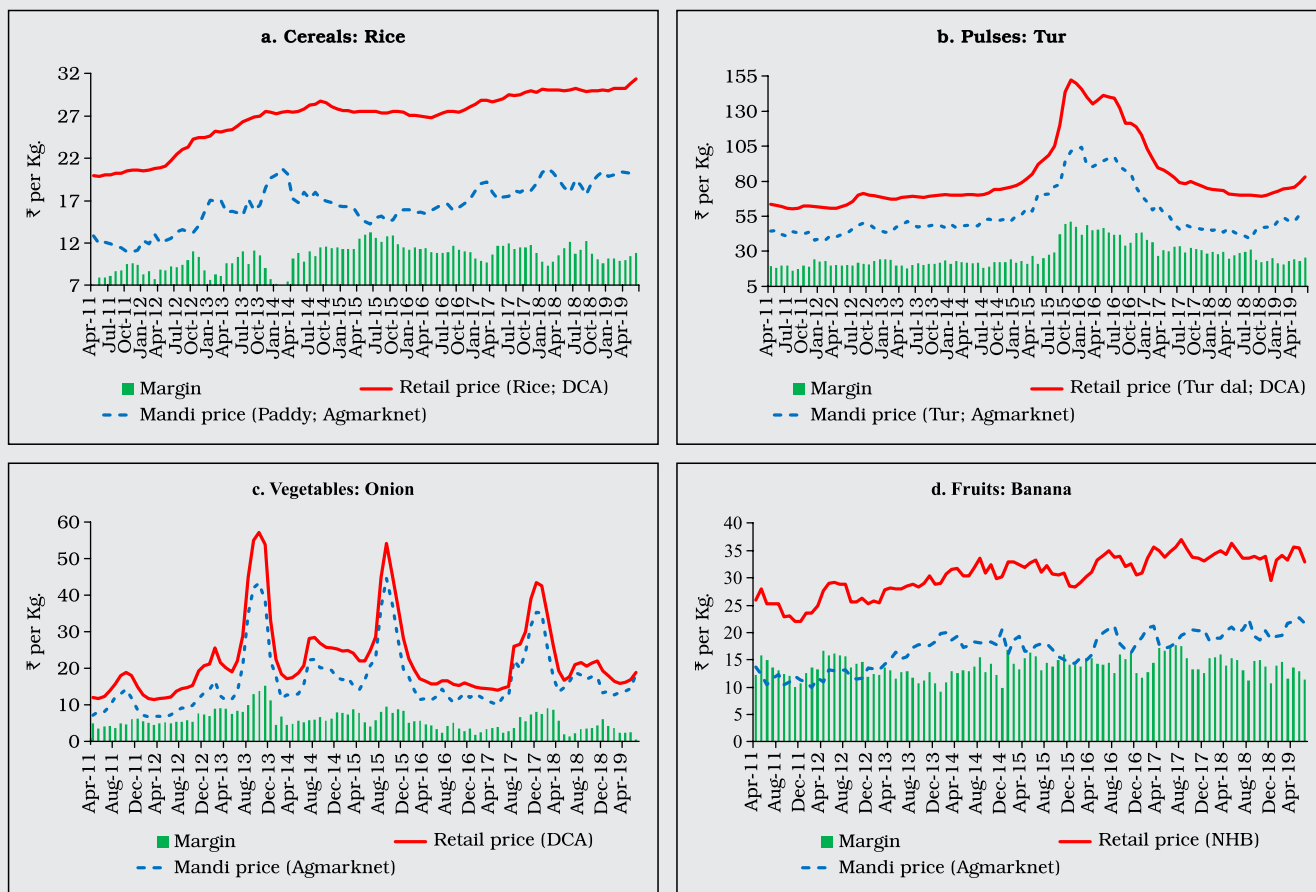 a. Cereals: Rice
₹ per Kg.
32
27
22
17
12
7
Apr-11
Jul-11
Oct-11
Jan-12
Apr-12
Jul-12
Oct-12
Jan-13
Apr-13
Jul-13
Oct-13
Jan-14
Apr-14
Jul-14
Oct-14
Jan-15
Apr-15
Jul-15
Oct-15
Jan-16
Apr-16
Jul-16
Oct-16
Jan-17
Apr-17
Jul-17
Oct-17
Jan-18
Apr-18
Jul-18
Oct-18
Jan-19
Apr-19
Margin
Retail price (Rice; DCA)
Mandi price (Paddy; Agmarknet)
b. Pulses: Tur
₹ per Kg.
155
130
105
80
55
30
5
Apr-11
Jul-11
Oct-11
Jan-12
Apr-12
Jul-12
Oct-12
Jan-13
Apr-13
Jul-13
Oct-13
Jan-14
Apr-14
Jul-14
Oct-14
Jan-15
Apr-15
Jul-15
Oct-15
Jan-16
Apr-16
Jul-16
Oct-16
Jan-17
Apr-17
Jul-17
Oct-17
Jan-18
Apr-18
Jul-18
Oct-18
Jan-19
Apr-19
Margin
Retail price (Tur dal; DCA)
Mandi price (Tur; Agmarknet)
c. Vegetables: Onion
₹ per Kg.
60
50
40
30
20
10
0
Apr-11
Aug-11
Dec-11
Apr-12
Aug-12
Dec-12
Apr-13
Aug-13
Dec-13
Apr-14
Aug-14
Dec-14
Apr-15
Aug-15
Dec-15
Apr-16
Aug-16
Dec-16
Apr-17
Aug-17
Dec-17
Apr-18
Aug-18
Dec-18
Apr-19
Margin
Retail price (DCA)
Mandi price (Agmarknet)
d. Fruits: Banana
₹ per Kg.
40
35
30
25
20
15
10
5
0
Apr-11
Aug-11
Dec-11
Apr-12
Aug-12
Dec-12
Apr-13
Aug-13
Dec-13
Apr-14
Aug-14
Dec-14
Apr-15
Aug-15
Dec-15
Apr-16
Aug-16
Dec-16
Apr-17
Aug-17
Dec-17
Apr-18
Aug-18
Dec-18
Apr-19
Margin
Retail price (NHB)
Mandi price (Agmarknet)